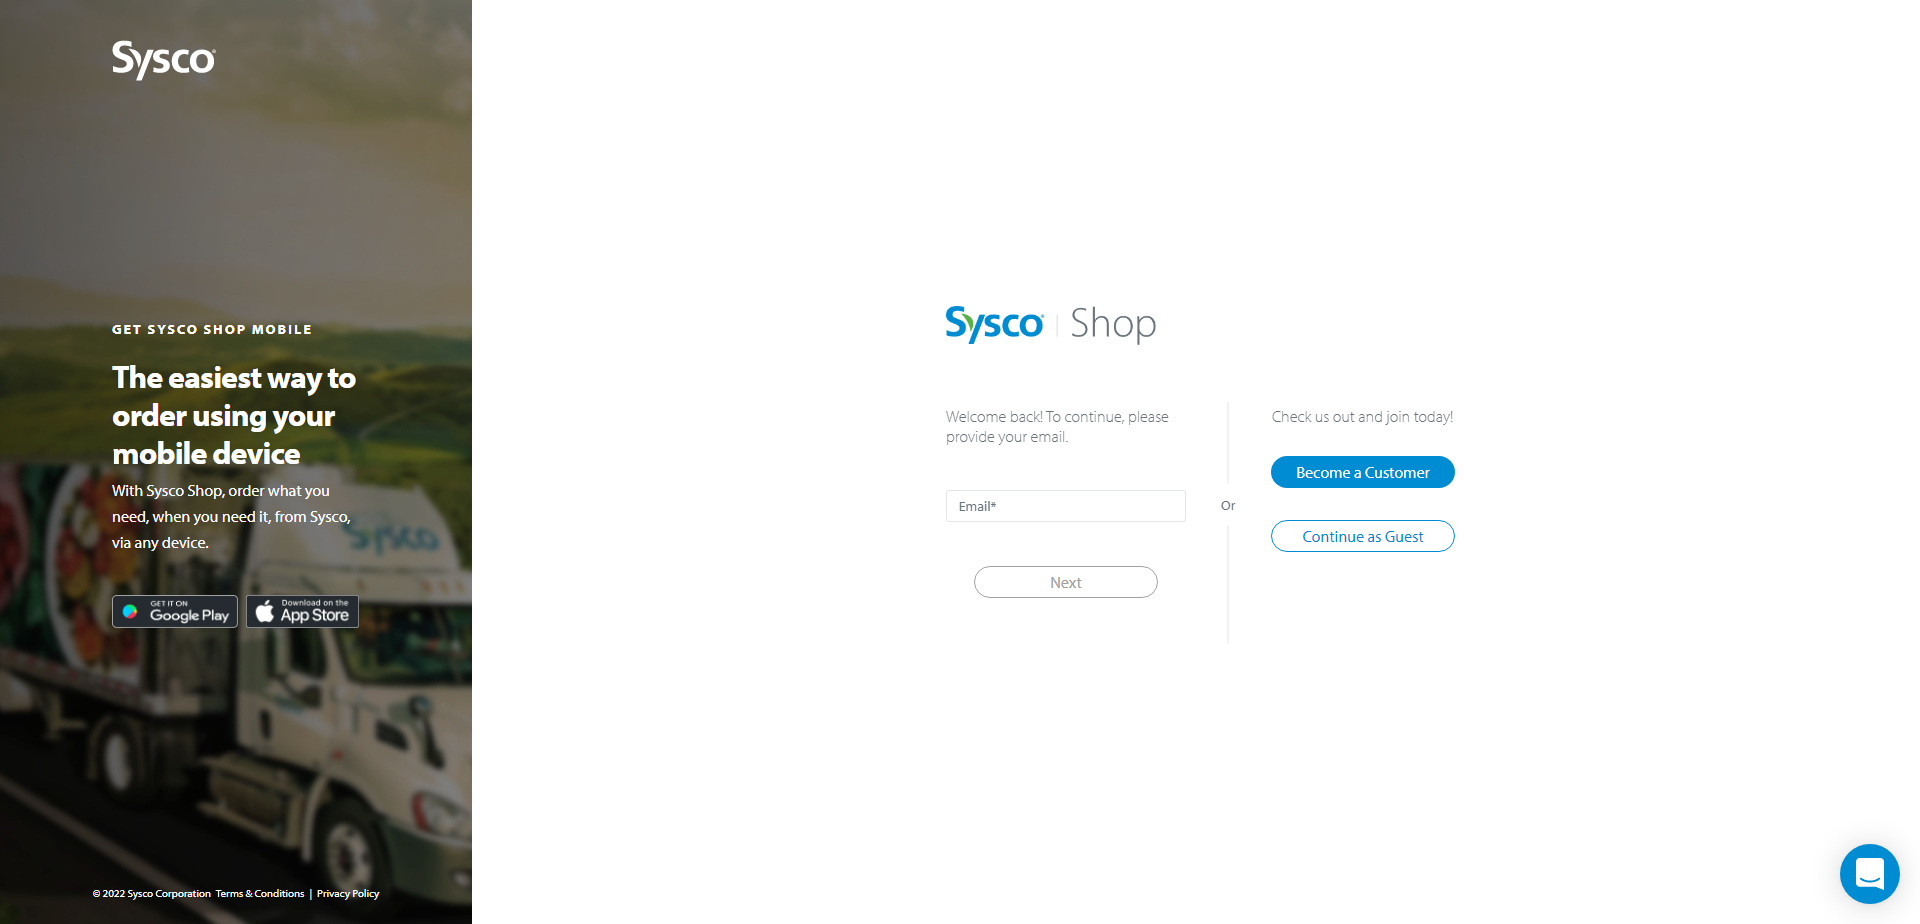 Sysco
GET SYSCO SHOP MOBILE
The easiest way to
order using your
mobile device
With Sysco Shop, order what you
need, when you need it, from Sysco,
via any device.
GET IT ON
Google Play
Download on the
App Store
Sysco
© 2022 Sysco Corporation Terms & Conditions | Privacy Policy
Sysco | Shop
Welcome back! To continue, please
provide your email.
Email*
Next
Or
Check us out and join today!
Become a Customer
Continue as Guest